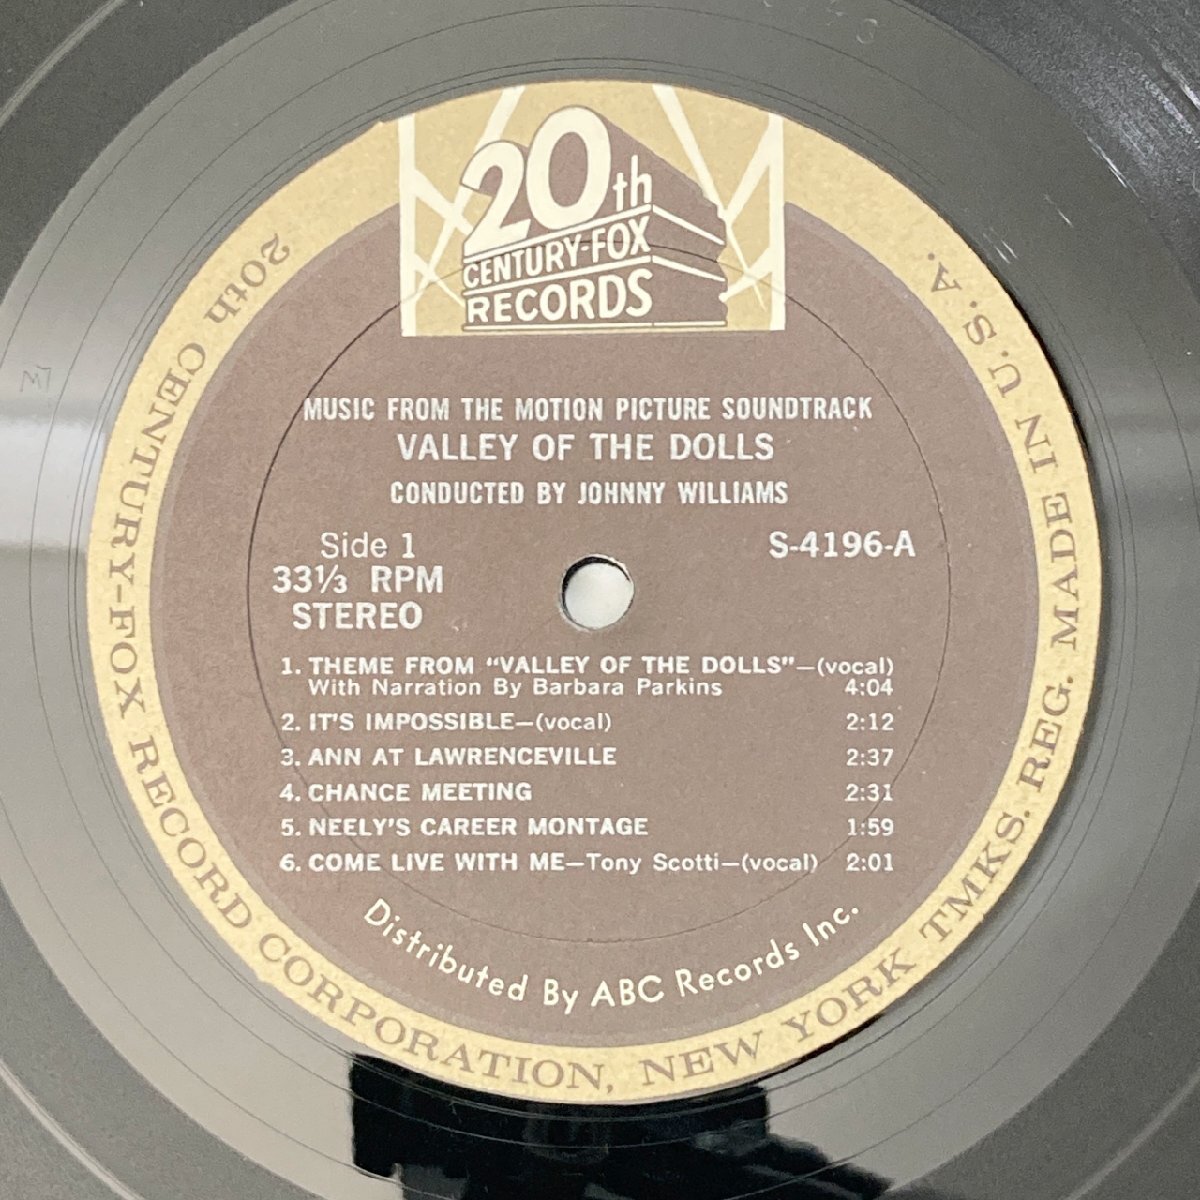 20th
CENTURY-FOX
RECORDS
MUSIC FROM THE MOTION PICTURE SOUNDTRACK
VALLEY OF THE DOLLS
CONDUCTED BY JOHNNY WILLIAMS
Side 1
S-4196-A
33⅓ RPM
STEREO
1. THEME FROM "VALLEY OF THE DOLLS"—(vocal)
With Narration By Barbara Parkins 4:04
2. IT'S IMPOSSIBLE—(vocal) 2:12
3. ANN AT LAWRENCEVILLE 2:37
4. CHANCE MEETING 2:31
5. NEELY'S CAREER MONTAGE 1:59
6. COME LIVE WITH ME—Tony Scotti—(vocal) 2:01
Distributed By ABC Records Inc.
20th CENTURY-FOX RECORD CORPORATION, NEW YORK TMKS. REG. MADE IN U.S.A.